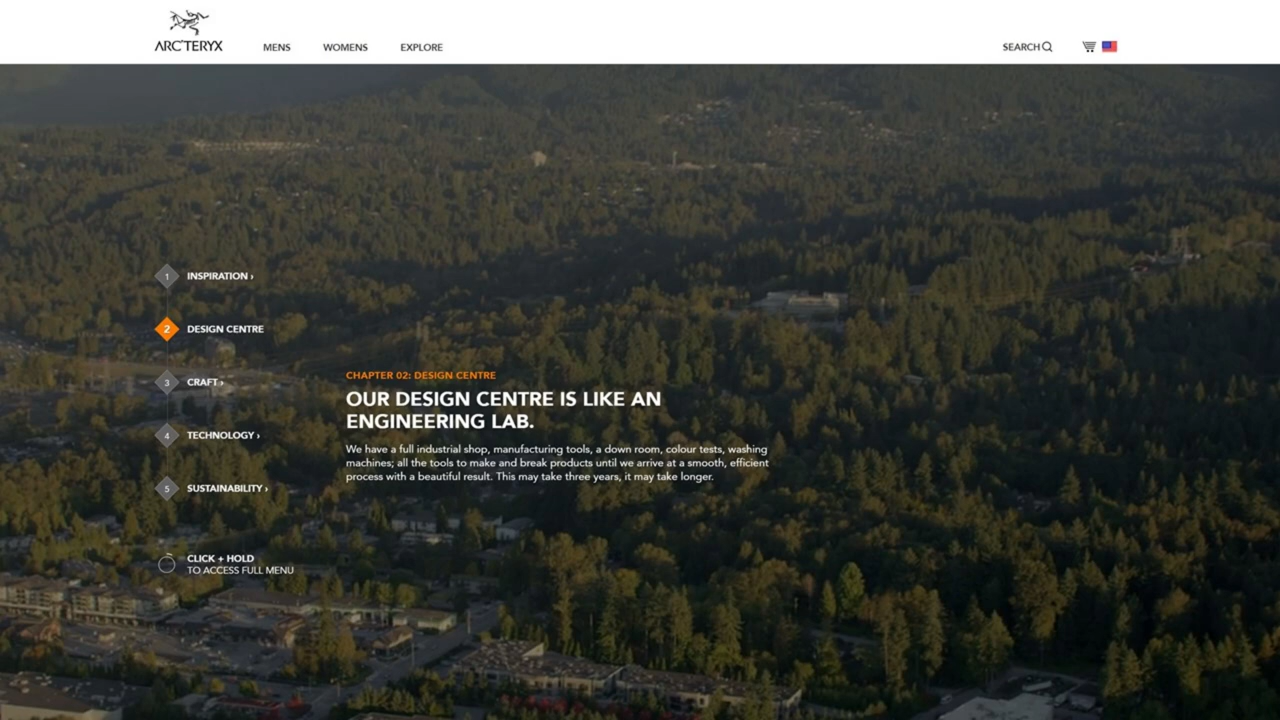 ARC'TERYX
MENS
WOMENS
EXPLORE
SEARCH
1 INSPIRATION ›
2 DESIGN CENTRE
3 CRAFT ›
4 TECHNOLOGY ›
5 SUSTAINABILITY ›
CLICK + HOLD
TO ACCESS FULL MENU
CHAPTER 02: DESIGN CENTRE
OUR DESIGN CENTRE IS LIKE AN
ENGINEERING LAB.
We have a full industrial shop, manufacturing tools, a down room, colour tests, washing
machines; all the tools to make and break products until we arrive at a smooth, efficient
process with a beautiful result. This may take three years, it may take longer.